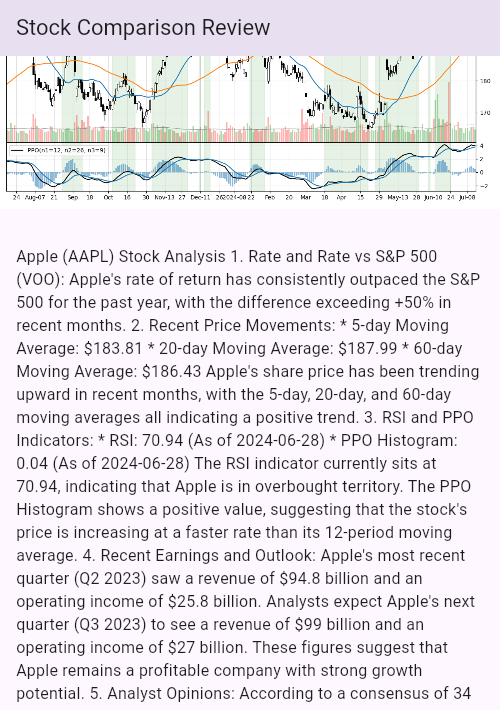 Stock Comparison Review
180
170
PPO(n1=12, n2=26, n3=9)
4
2
0
−2
24 Aug-07 21 Sep 18 Oct 16 30 Nov-13 27 Dec-11 262024-0822 Feb 20 Mar 18 Apr 15 29 May-13 28 Jun-10 24 Jul-08
Apple (AAPL) Stock Analysis 1. Rate and Rate vs S&P 500
(VOO): Apple's rate of return has consistently outpaced the S&P
500 for the past year, with the difference exceeding +50% in
recent months. 2. Recent Price Movements: * 5-day Moving
Average: $183.81 * 20-day Moving Average: $187.99 * 60-day
Moving Average: $186.43 Apple's share price has been trending
upward in recent months, with the 5-day, 20-day, and 60-day
moving averages all indicating a positive trend. 3. RSI and PPO
Indicators: * RSI: 70.94 (As of 2024-06-28) * PPO Histogram:
0.04 (As of 2024-06-28) The RSI indicator currently sits at
70.94, indicating that Apple is in overbought territory. The PPO
Histogram shows a positive value, suggesting that the stock's
price is increasing at a faster rate than its 12-period moving
average. 4. Recent Earnings and Outlook: Apple's most recent
quarter (Q2 2023) saw a revenue of $94.8 billion and an
operating income of $25.8 billion. Analysts expect Apple's next
quarter (Q3 2023) to see a revenue of $99 billion and an
operating income of $27 billion. These figures suggest that
Apple remains a profitable company with strong growth
potential. 5. Analyst Opinions: According to a consensus of 34